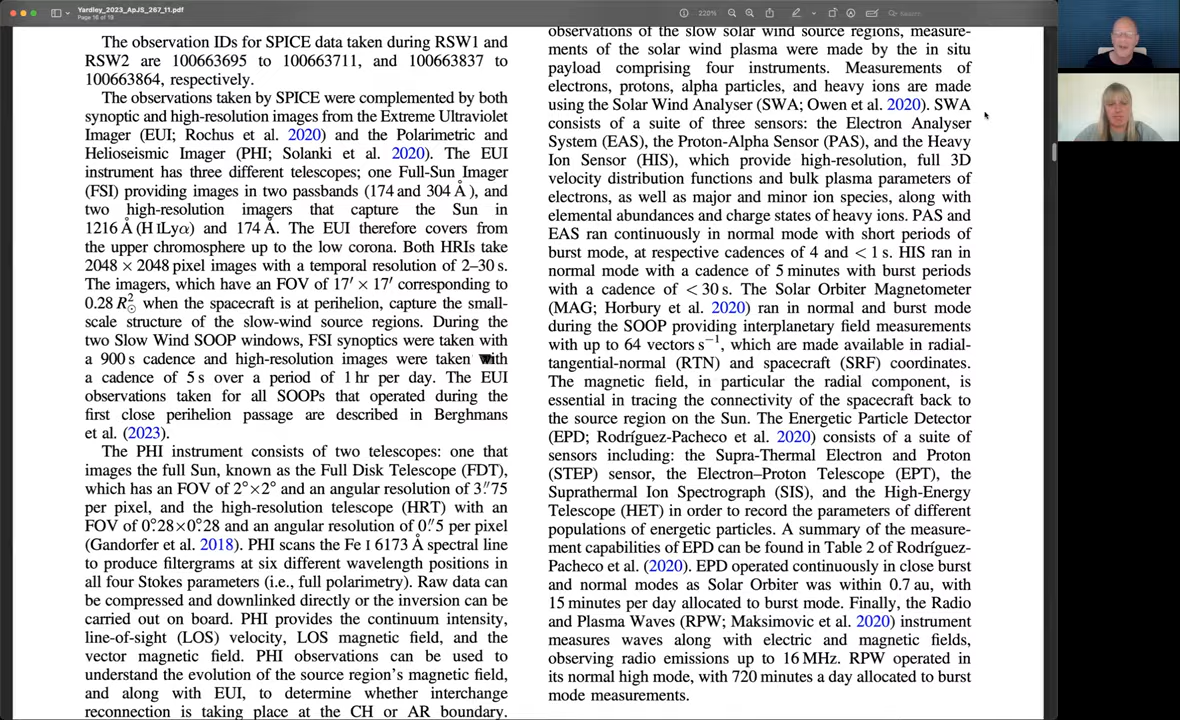 Yardley_2023_ApJS_267_11.pdf
Page 16 of 19
220%
Search
The observation IDs for SPICE data taken during RSW1 and
RSW2 are 100663695 to 100663711, and 100663837 to
100663864, respectively.
The observations taken by SPICE were complemented by both
synoptic and high-resolution images from the Extreme Ultraviolet
Imager (EUI; Rochus et al. 2020) and the Polarimetric and
Helioseismic Imager (PHI; Solanki et al. 2020). The EUI
instrument has three different telescopes; one Full-Sun Imager
(FSI) providing images in two passbands (174 and 304 Å), and
two high-resolution imagers that capture the Sun in
1216 Å (H I Lyα) and 174 Å. The EUI therefore covers from
the upper chromosphere up to the low corona. Both HRIs take
2048 × 2048 pixel images with a temporal resolution of 2–30 s.
The imagers, which have an FOV of 17′ × 17′ corresponding to
0.28 R²☉ when the spacecraft is at perihelion, capture the small-
scale structure of the slow-wind source regions. During the
two Slow Wind SOOP windows, FSI synoptics were taken with
a 900 s cadence and high-resolution images were taken with
a cadence of 5 s over a period of 1 hr per day. The EUI
observations taken for all SOOPs that operated during the
first close perihelion passage are described in Berghmans
et al. (2023).
The PHI instrument consists of two telescopes: one that
images the full Sun, known as the Full Disk Telescope (FDT),
which has an FOV of 2°×2° and an angular resolution of 3.″75
per pixel, and the high-resolution telescope (HRT) with an
FOV of 0.°28×0.°28 and an angular resolution of 0.″5 per pixel
(Gandorfer et al. 2018). PHI scans the Fe I 6173 Å spectral line
to produce filtergrams at six different wavelength positions in
all four Stokes parameters (i.e., full polarimetry). Raw data can
be compressed and downlinked directly or the inversion can be
carried out on board. PHI provides the continuum intensity,
line-of-sight (LOS) velocity, LOS magnetic field, and the
vector magnetic field. PHI observations can be used to
understand the evolution of the source region's magnetic field,
and along with EUI, to determine whether interchange
reconnection is taking place at the CH or AR boundary.
observations of the slow solar wind source regions, measure-
ments of the solar wind plasma were made by the in situ
payload comprising four instruments. Measurements of
electrons, protons, alpha particles, and heavy ions are made
using the Solar Wind Analyser (SWA; Owen et al. 2020). SWA
consists of a suite of three sensors: the Electron Analyser
System (EAS), the Proton-Alpha Sensor (PAS), and the Heavy
Ion Sensor (HIS), which provide high-resolution, full 3D
velocity distribution functions and bulk plasma parameters of
electrons, as well as major and minor ion species, along with
elemental abundances and charge states of heavy ions. PAS and
EAS ran continuously in normal mode with short periods of
burst mode, at respective cadences of 4 and < 1 s. HIS ran in
normal mode with a cadence of 5 minutes with burst periods
with a cadence of < 30 s. The Solar Orbiter Magnetometer
(MAG; Horbury et al. 2020) ran in normal and burst mode
during the SOOP providing interplanetary field measurements
with up to 64 vectors s⁻¹, which are made available in radial-
tangential-normal (RTN) and spacecraft (SRF) coordinates.
The magnetic field, in particular the radial component, is
essential in tracing the connectivity of the spacecraft back to
the source region on the Sun. The Energetic Particle Detector
(EPD; Rodríguez-Pacheco et al. 2020) consists of a suite of
sensors including: the Supra-Thermal Electron and Proton
(STEP) sensor, the Electron–Proton Telescope (EPT), the
Suprathermal Ion Spectrograph (SIS), and the High-Energy
Telescope (HET) in order to record the parameters of different
populations of energetic particles. A summary of the measure-
ment capabilities of EPD can be found in Table 2 of Rodríguez-
Pacheco et al. (2020). EPD operated continuously in close burst
and normal modes as Solar Orbiter was within 0.7 au, with
15 minutes per day allocated to burst mode. Finally, the Radio
and Plasma Waves (RPW; Maksimovic et al. 2020) instrument
measures waves along with electric and magnetic fields,
observing radio emissions up to 16 MHz. RPW operated in
its normal high mode, with 720 minutes a day allocated to burst
mode measurements.